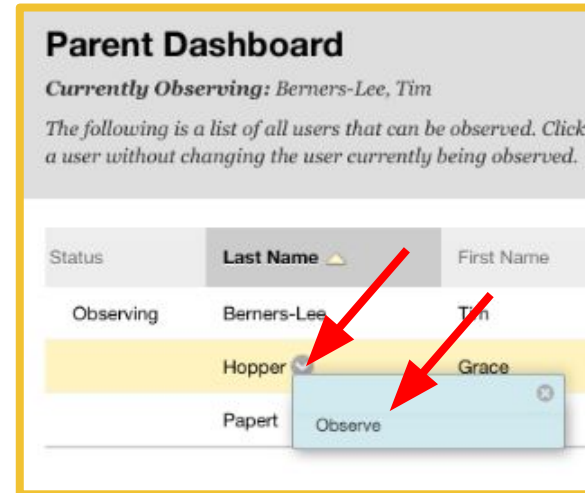 Parent Dashboard
Currently Observing: Berners-Lee, Tim
The following is a list of all users that can be observed. Click
a user without changing the user currently being observed.
Status Last Name First Name
Observing Berners-Lee Tim
Hopper Grace
Papert
Observe